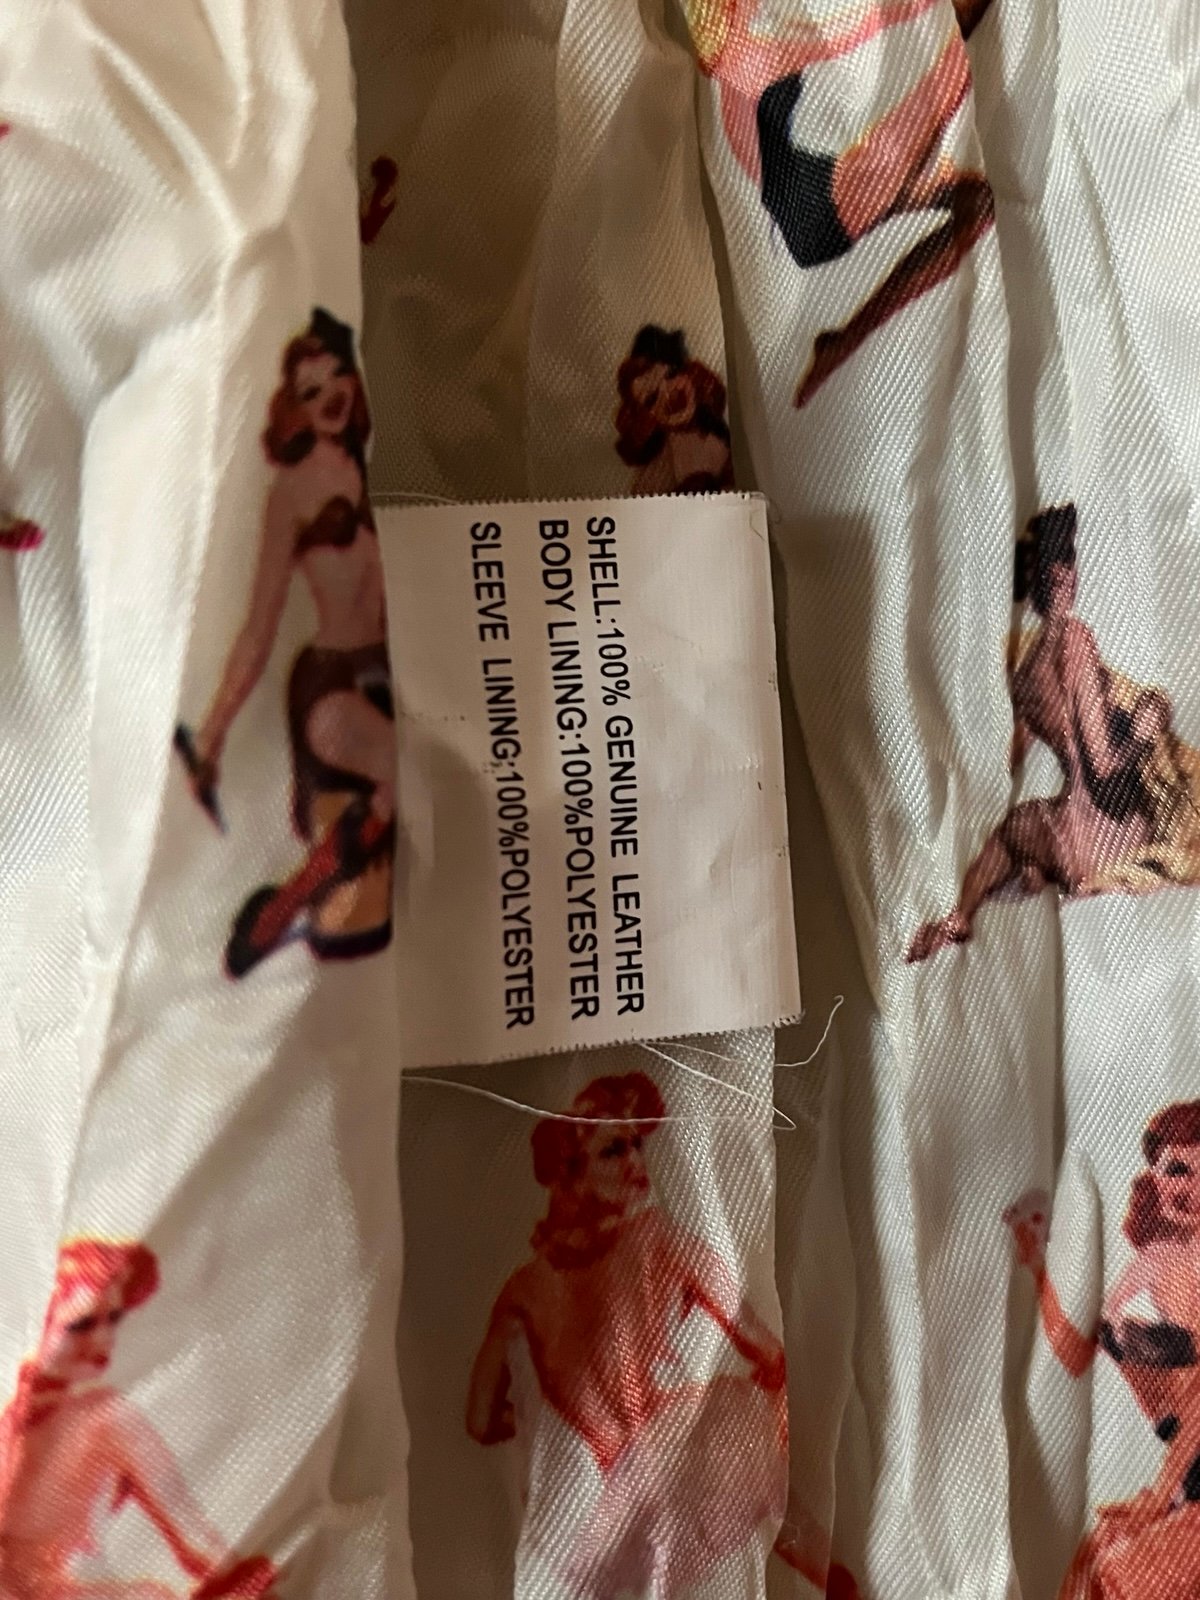 SHELL:100% GENUINE LEATHER
BODY LINING:100%POLYESTER
SLEEVE LINING;100%POLYESTER